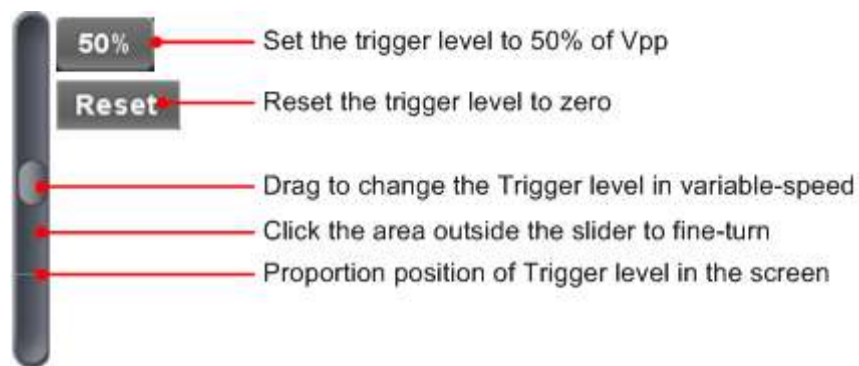 50% Set the trigger level to 50% of Vpp
Reset Reset the trigger level to zero
Drag to change the Trigger level in variable-speed
Click the area outside the slider to fine-turn
Proportion position of Trigger level in the screen